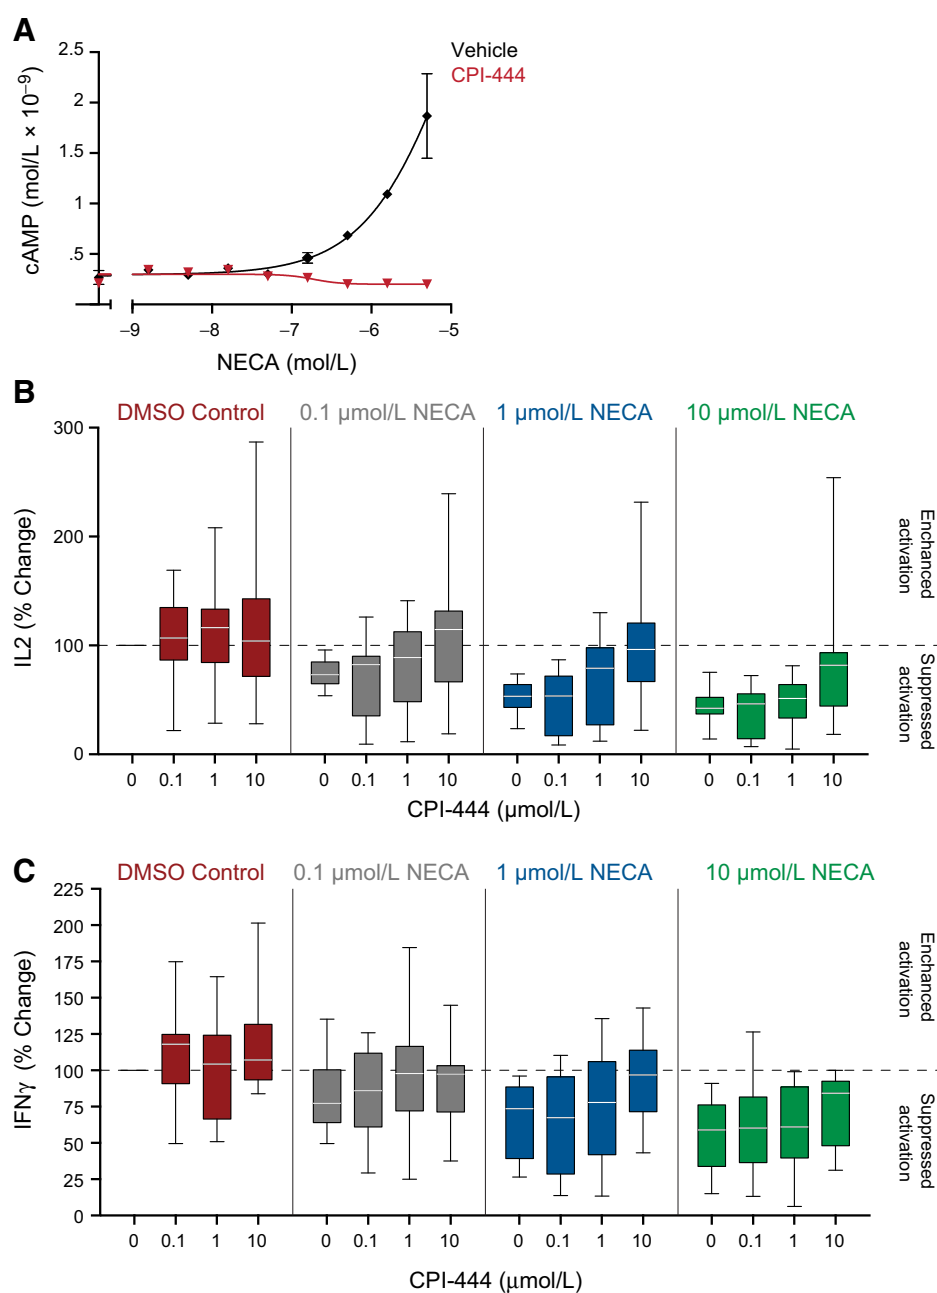 A
Vehicle
CPI-444
cAMP (mol/L × 10⁻⁹)
2.5
2
1.5
1
.5
–9 –8 –7 –6 –5
NECA (mol/L)
B
DMSO Control 0.1 µmol/L NECA 1 µmol/L NECA 10 µmol/L NECA
IL2 (% Change)
300
200
100
0
Enchanced
activation
Suppressed
activation
0 0.1 1 10 0 0.1 1 10 0 0.1 1 10 0 0.1 1 10
CPI-444 (µmol/L)
C
DMSO Control 0.1 µmol/L NECA 1 µmol/L NECA 10 µmol/L NECA
IFNγ (% Change)
225
200
175
150
125
100
75
50
25
0
Enchanced
activation
Suppressed
activation
0 0.1 1 10 0 0.1 1 10 0 0.1 1 10 0 0.1 1 10
CPI-444 (µmol/L)